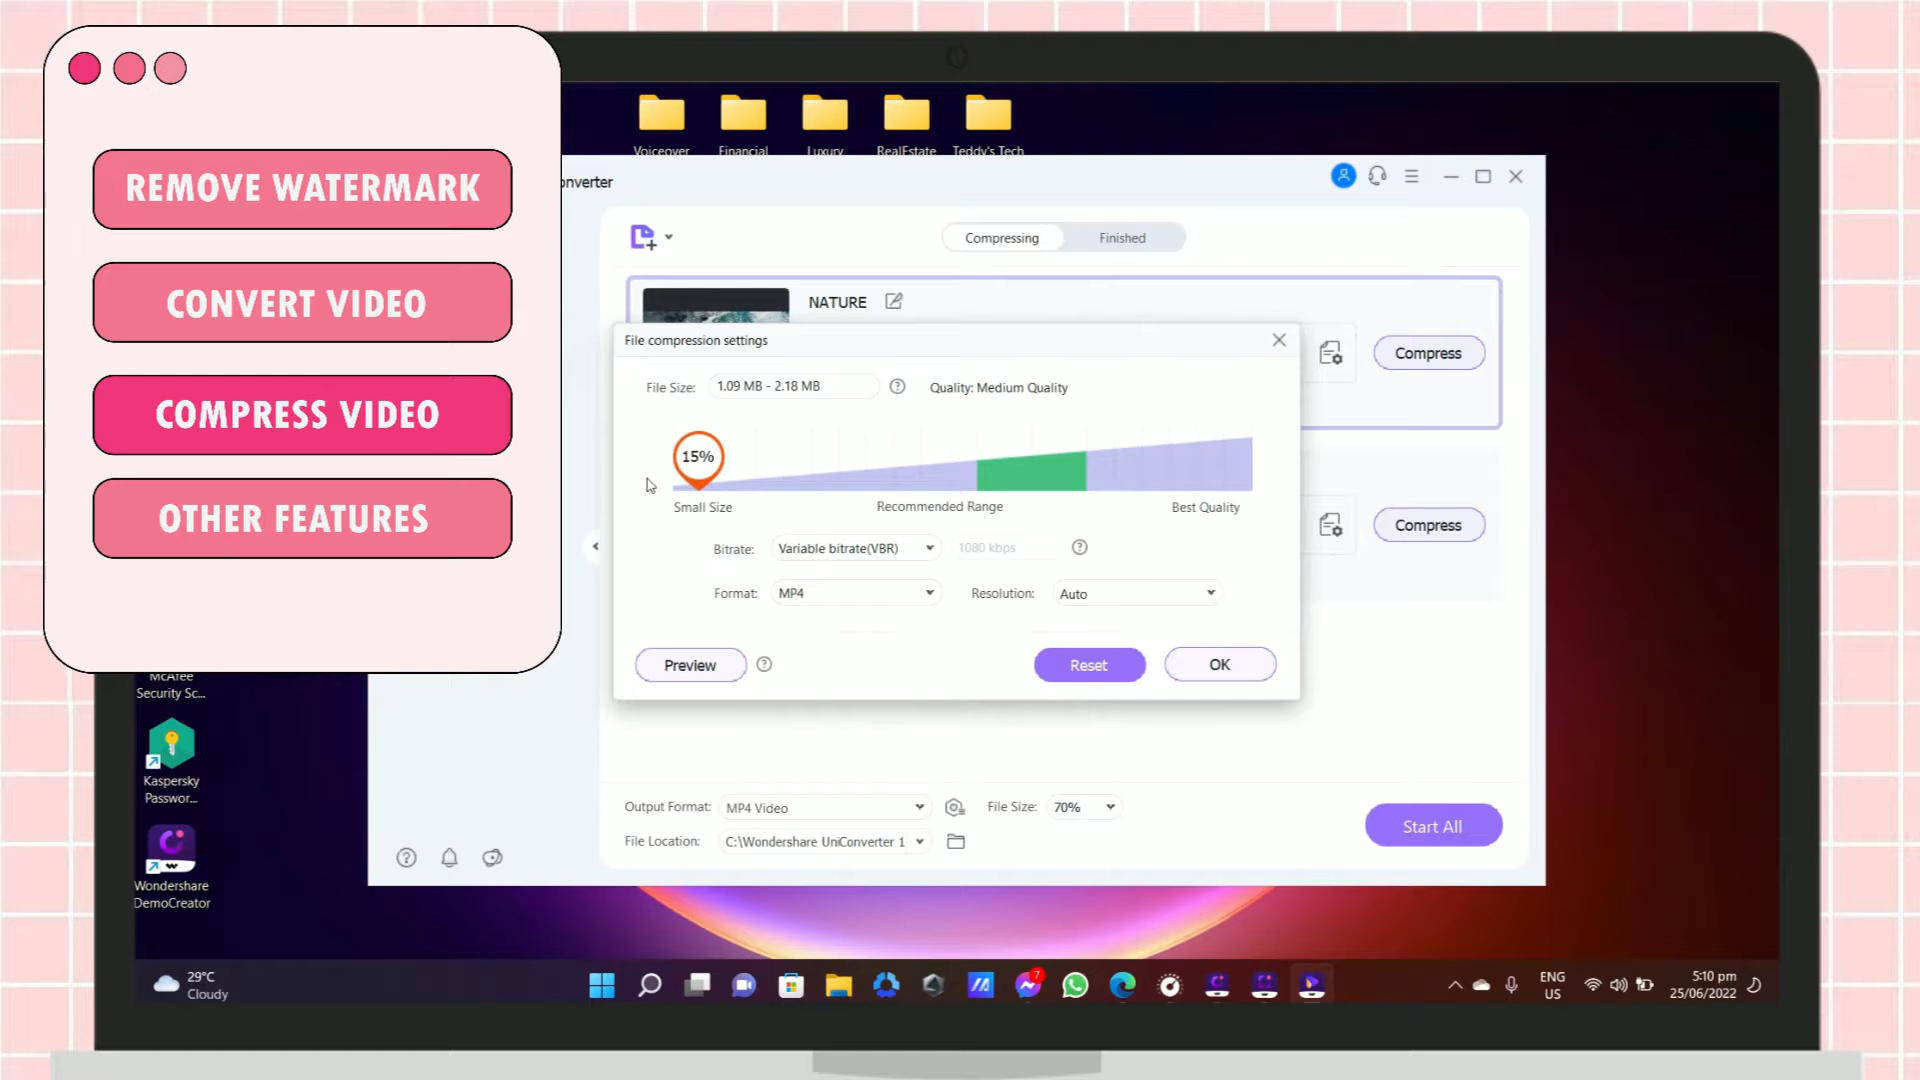 REMOVE WATERMARK
CONVERT VIDEO
COMPRESS VIDEO
OTHER FEATURES
Voiceover
Financial
Luxury
RealEstate
Teddy's Tech
onverter
Compressing
Finished
NATURE
File compression settings
File Size:
1.09 MB - 2.18 MB
Quality: Medium Quality
15%
Small Size
Recommended Range
Best Quality
Bitrate:
Variable bitrate(VBR)
1080 kbps
Format:
MP4
Resolution:
Auto
Preview
Reset
OK
Compress
Compress
Output Format:
MP4 Video
File Size:
70%
File Location:
C:\Wondershare UniConverter 1
Start All
McAfee
Security Sc...
Kaspersky
Passwor...
Wondershare
DemoCreator
29°C
Cloudy
7
ENG
US
5:10 pm
25/06/2022